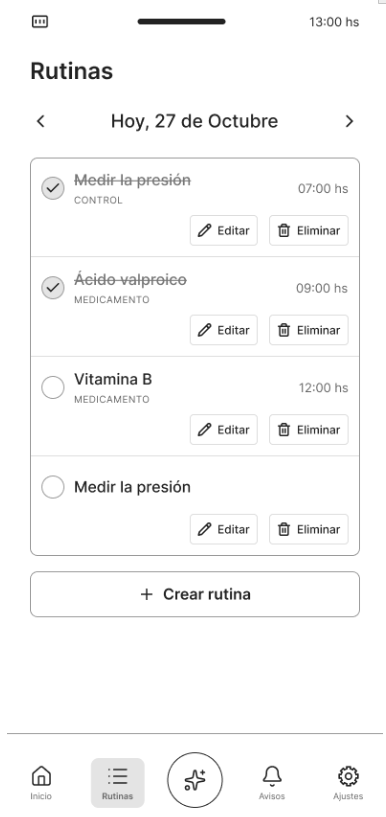 13:00 hs
Rutinas
Hoy, 27 de Octubre
Medir la presión
07:00 hs
CONTROL
Editar
Eliminar
Ácido valproico
09:00 hs
MEDICAMENTO
Editar
Eliminar
Vitamina B
12:00 hs
MEDICAMENTO
Editar
Eliminar
Medir la presión
Editar
Eliminar
+ Crear rutina
Inicio
Rutinas
Avisos
Ajustes